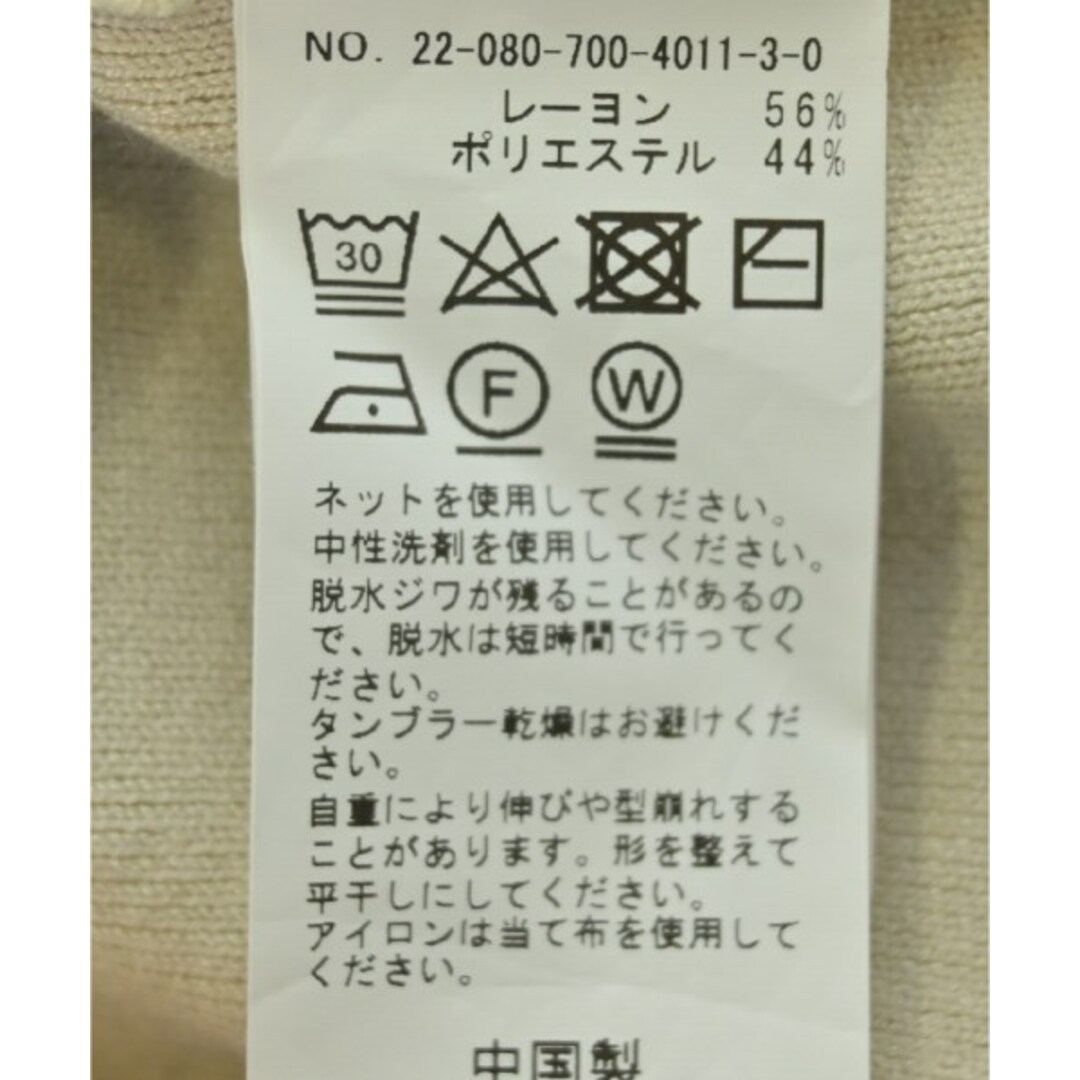 NO. 22-080-700-4011-3-0
レーヨン 56%
ポリエステル 44%
30
F W
ネットを使用してください。
中性洗剤を使用してください。
脱水ジワが残ることがあるの
で、脱水は短時間で行ってく
ださい。
タンブラー乾燥はお避けくだ
さい。
自重により伸びや型崩れする
ことがあります。形を整えて
平干しにしてください。
アイロンは当て布を使用して
ください。
中国製